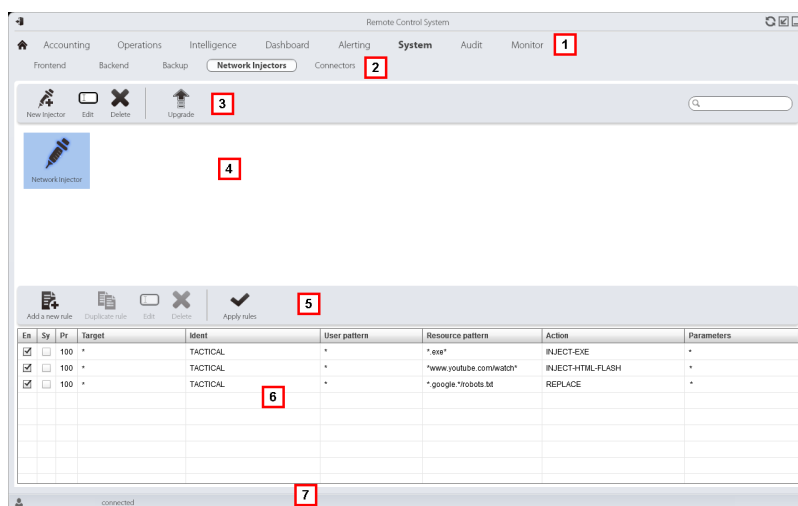 Remote Control System
Accounting Operations Intelligence Dashboard Alerting System Audit Monitor 1
Frontend Backend Backup Network Injectors Connectors 2
New Injector Edit Delete Upgrade 3
4
Network Injector
Add a new rule Duplicate rule Edit Delete Apply rules 5
En Sy Pr Target Ident User pattern Resource pattern Action Parameters
100 * TACTICAL * *.exe* INJECT-EXE *
100 * TACTICAL * *www.youtube.com/watch* INJECT-HTML-FLASH *
100 * TACTICAL * *.google.*/robots.txt REPLACE *
6
connected 7